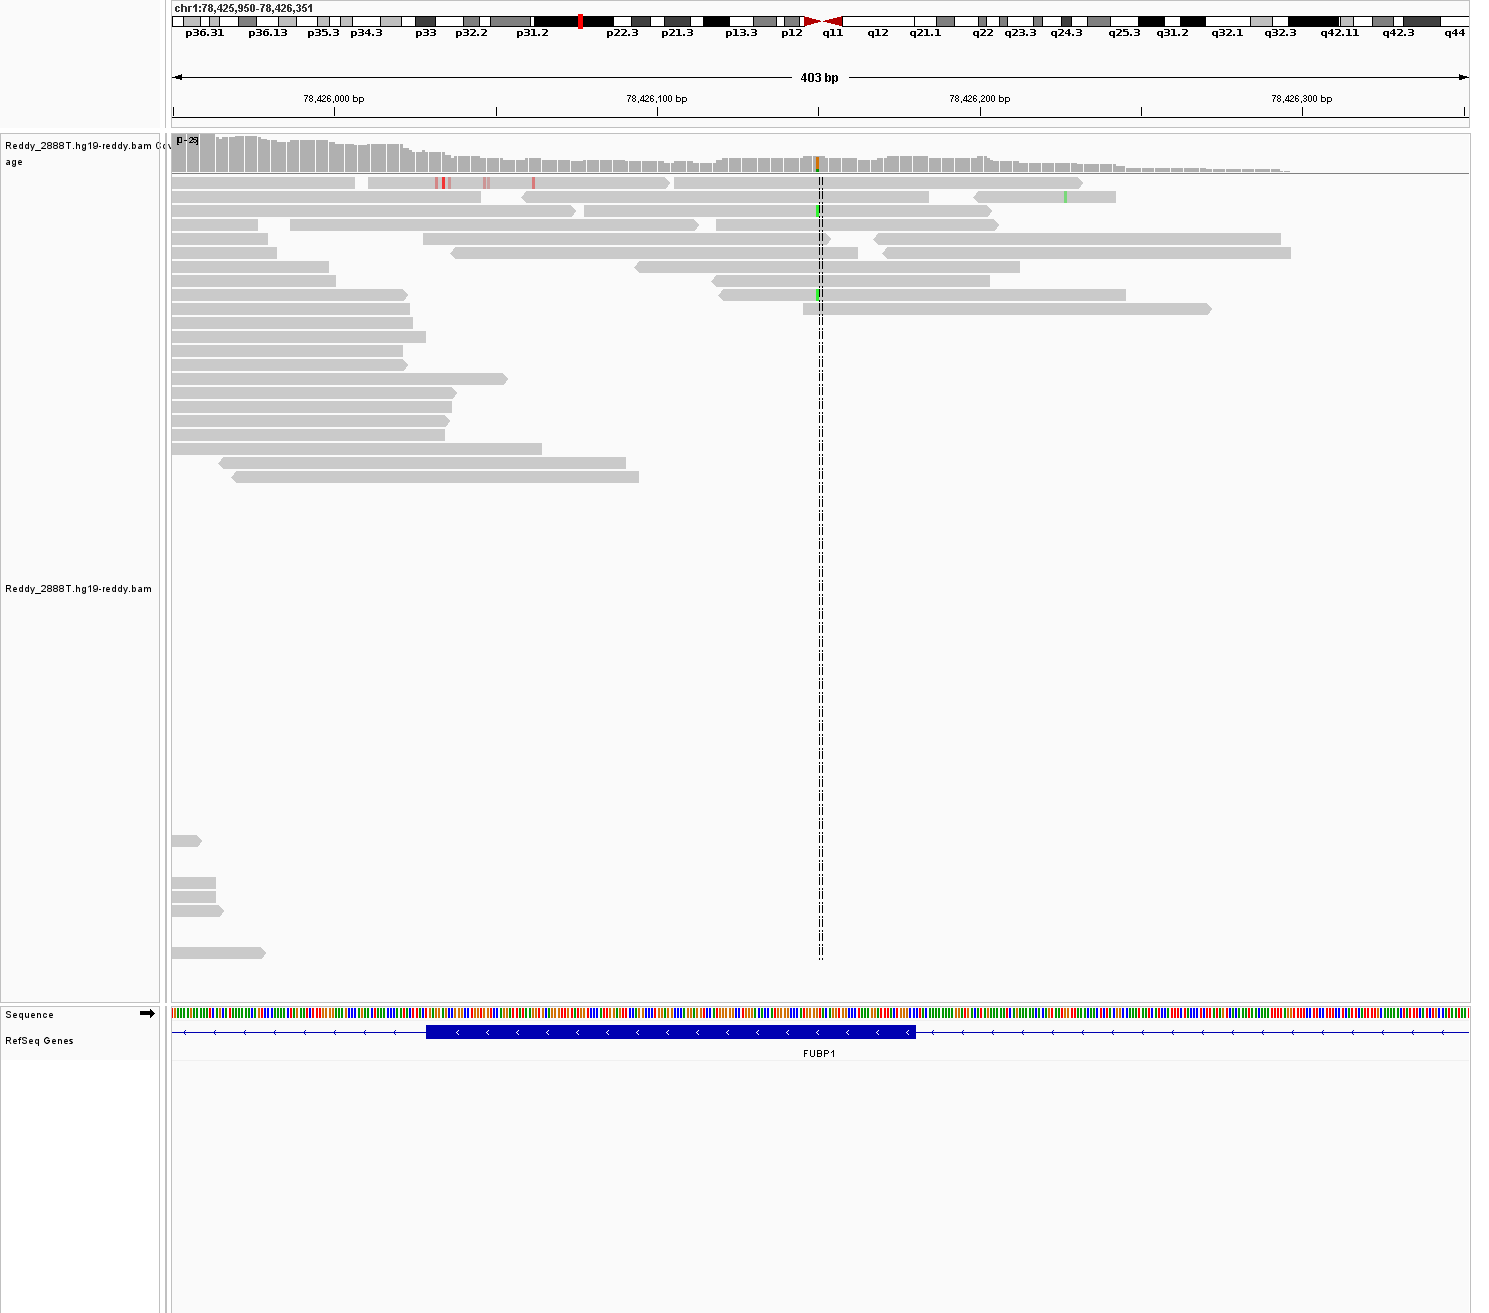 chr1:78,425,950-78,426,351
p36.31 p36.13 p35.3 p34.3 p33 p32.2 p31.2 p22.3 p21.3 p13.3 p12 q11 q12 q21.1 q22 q23.3 q24.3 q25.3 q31.2 q32.1 q32.3 q42.11 q42.3 q44
403 bp
78,426,000 bp 78,426,100 bp 78,426,200 bp 78,426,300 bp
Reddy_2888T.hg19-reddy.bam Cov
age
Reddy_2888T.hg19-reddy.bam
Sequence
RefSeq Genes
FUBP1